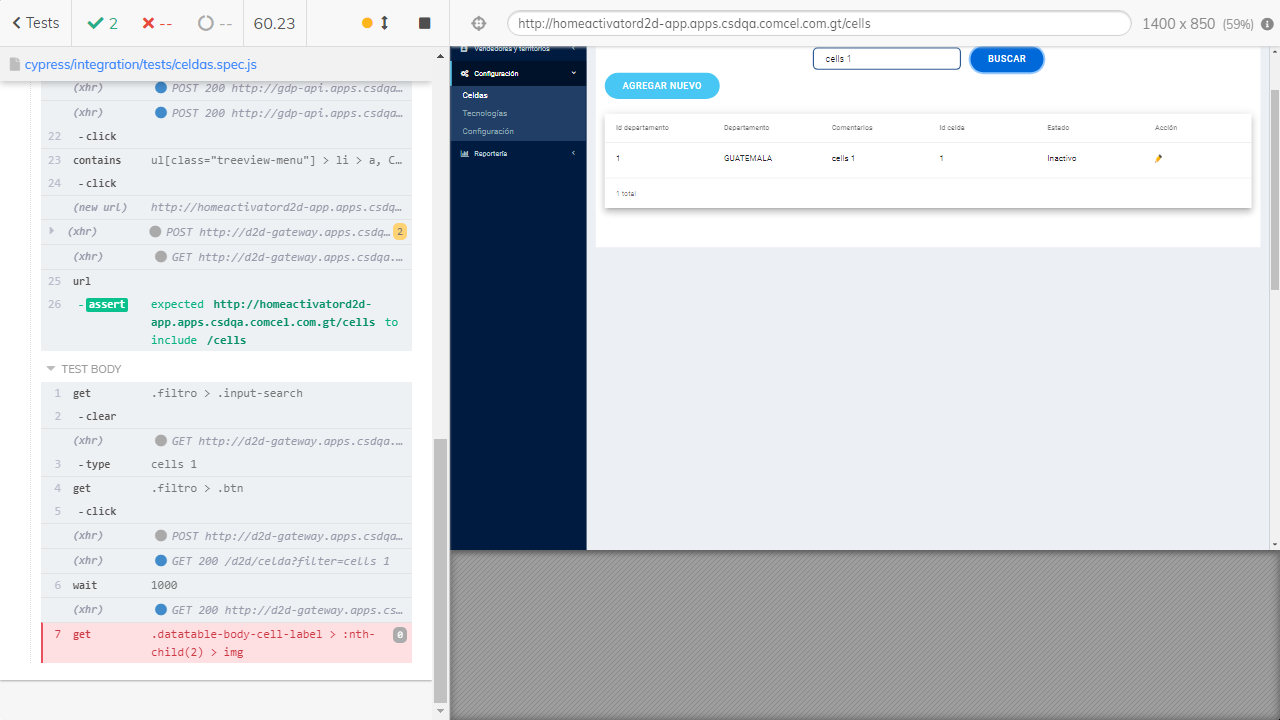 Tests
2
--
--
60.23
cypress/integration/tests/celdas.spec.js
(xhr) POST 200 http://gdp-api.apps.csdqa…
(xhr) POST 200 http://gdp-api.apps.csdqa…
22 -click
23 contains ul[class="treeview-menu"] > li > a, C…
24 -click
(new url) http://homeactivatord2d-app.apps.csdq…
(xhr) POST http://d2d-gateway.apps.csdq… 2
(xhr) GET http://d2d-gateway.apps.csdqa.…
25 url
26 -assert expected http://homeactivatord2d-
app.apps.csdqa.comcel.com.gt/cells to
include /cells
TEST BODY
1 get .filtro > .input-search
2 -clear
(xhr) GET http://d2d-gateway.apps.csdqa.…
3 -type cells 1
4 get .filtro > .btn
5 -click
(xhr) POST http://d2d-gateway.apps.csdqa…
(xhr) GET 200 /d2d/celda?filter=cells 1
6 wait 1000
(xhr) GET 200 http://d2d-gateway.apps.cs…
7 get .datatable-body-cell-label > :nth- 0
child(2) > img
http://homeactivatord2d-app.apps.csdqa.comcel.com.gt/cells
1400 x 850 (59%)
Vendedores y territorios
Configuración
Celdas
Tecnologías
Configuración
Reportería
cells 1
BUSCAR
AGREGAR NUEVO
Id departamento Departamento Comentarios Id celda Estado Acción
1 GUATEMALA cells 1 1 Inactivo
1 total